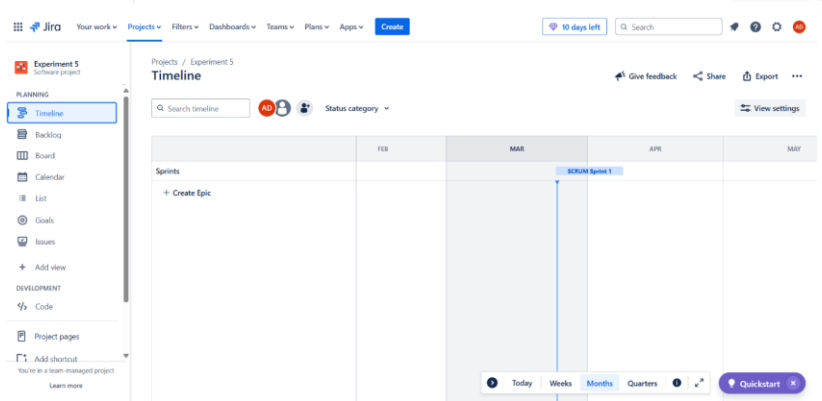 Jira Your work Projects Filters Dashboards Teams Plans Apps Create 10 days left Search AD
Experiment 5
Software project
PLANNING
Timeline
Backlog
Board
Calendar
List
Goals
Issues
Add view
DEVELOPMENT
Code
Project pages
Add shortcut
You're in a team-managed project
Learn more
Projects / Experiment 5
Timeline
Give feedback Share Export
Search timeline AD Status category View settings
FEB MAR APR MAY
Sprints SCRUM Sprint 1
+ Create Epic
Today Weeks Months Quarters Quickstart